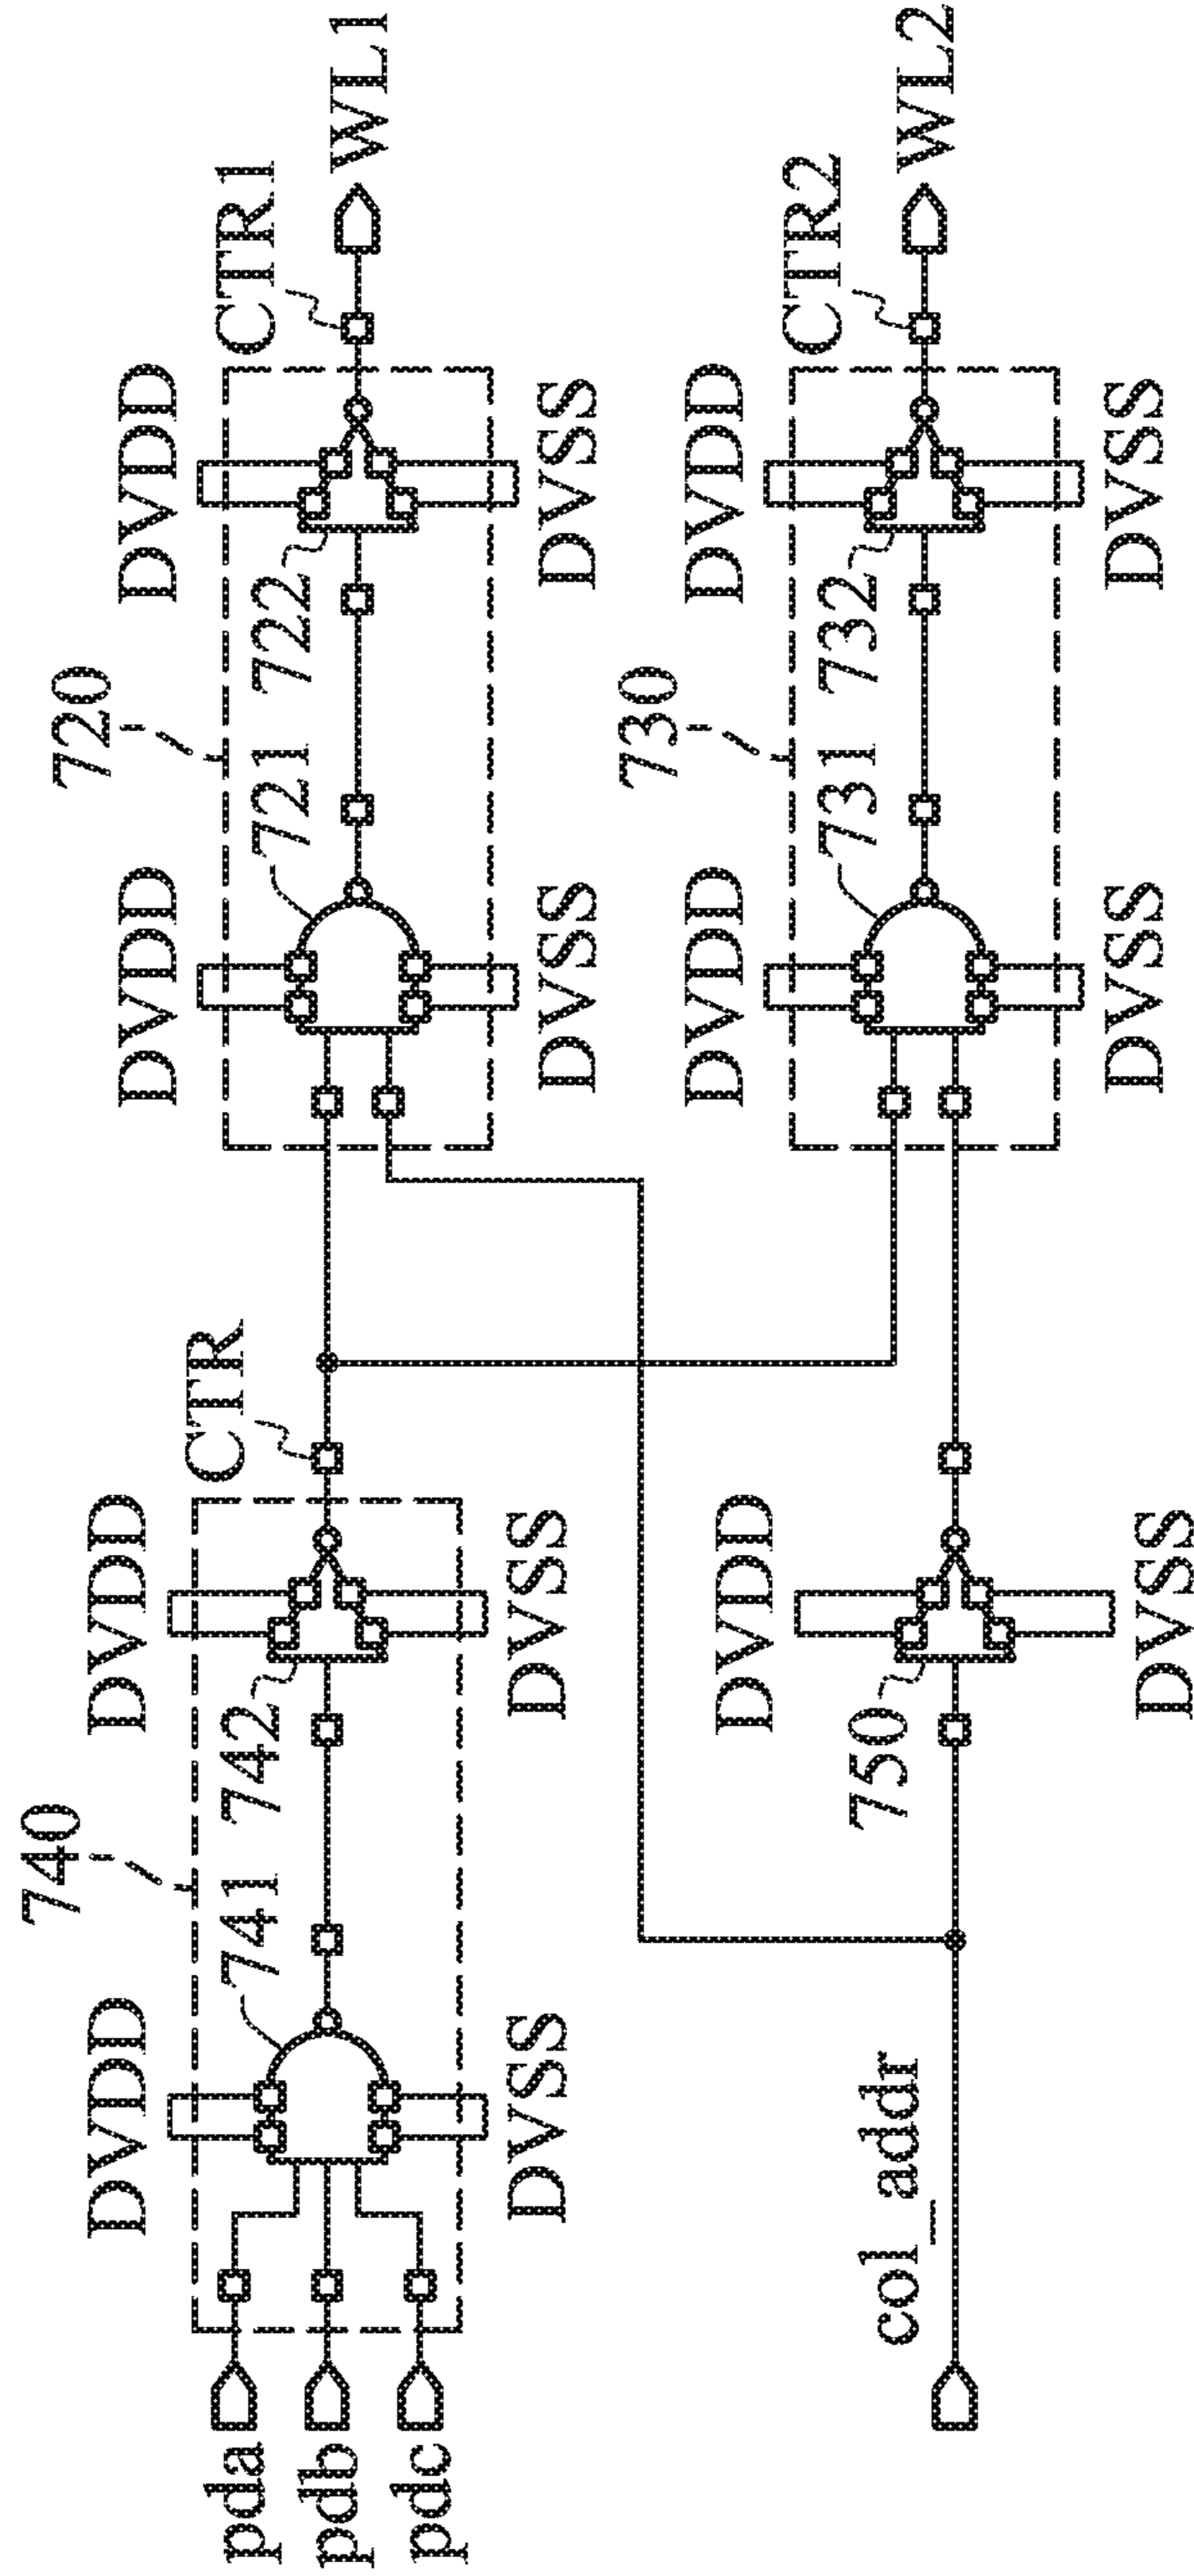 740
720
DVDD
DVDD
DVDD
DVDD
CTR
CTR1
pda
pdb
pdc
741
742
721
722
WL1
DVSS
DVSS
DVSS
DVSS
730
DVDD
DVDD
DVDD
CTR2
col_addr
750
731
732
WL2
DVSS
DVSS
DVSS